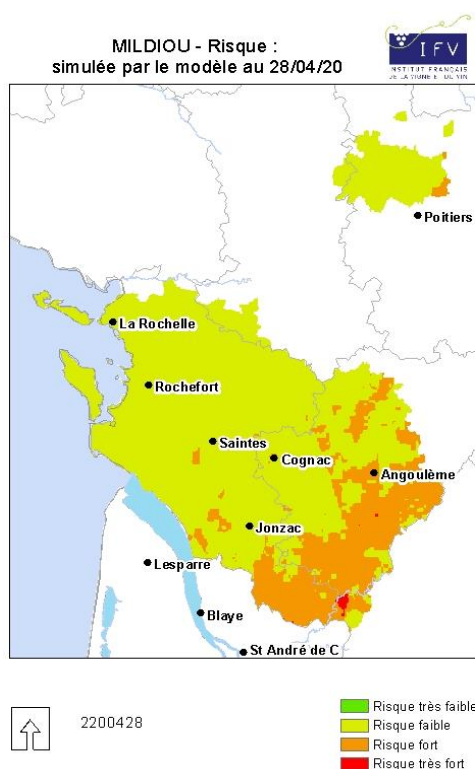 MILDIOU - Risque :
simulée par le modèle au 28/04/20
IFV
INSTITUT FRANÇAIS
DE LA VIGNE ET DU VIN
Poitiers
La Rochelle
Rochefort
Saintes
Cognac
Angoulême
Jonzac
Lesparre
Blaye
St André de C
2200428
Risque très faible
Risque faible
Risque fort
Risque très fort